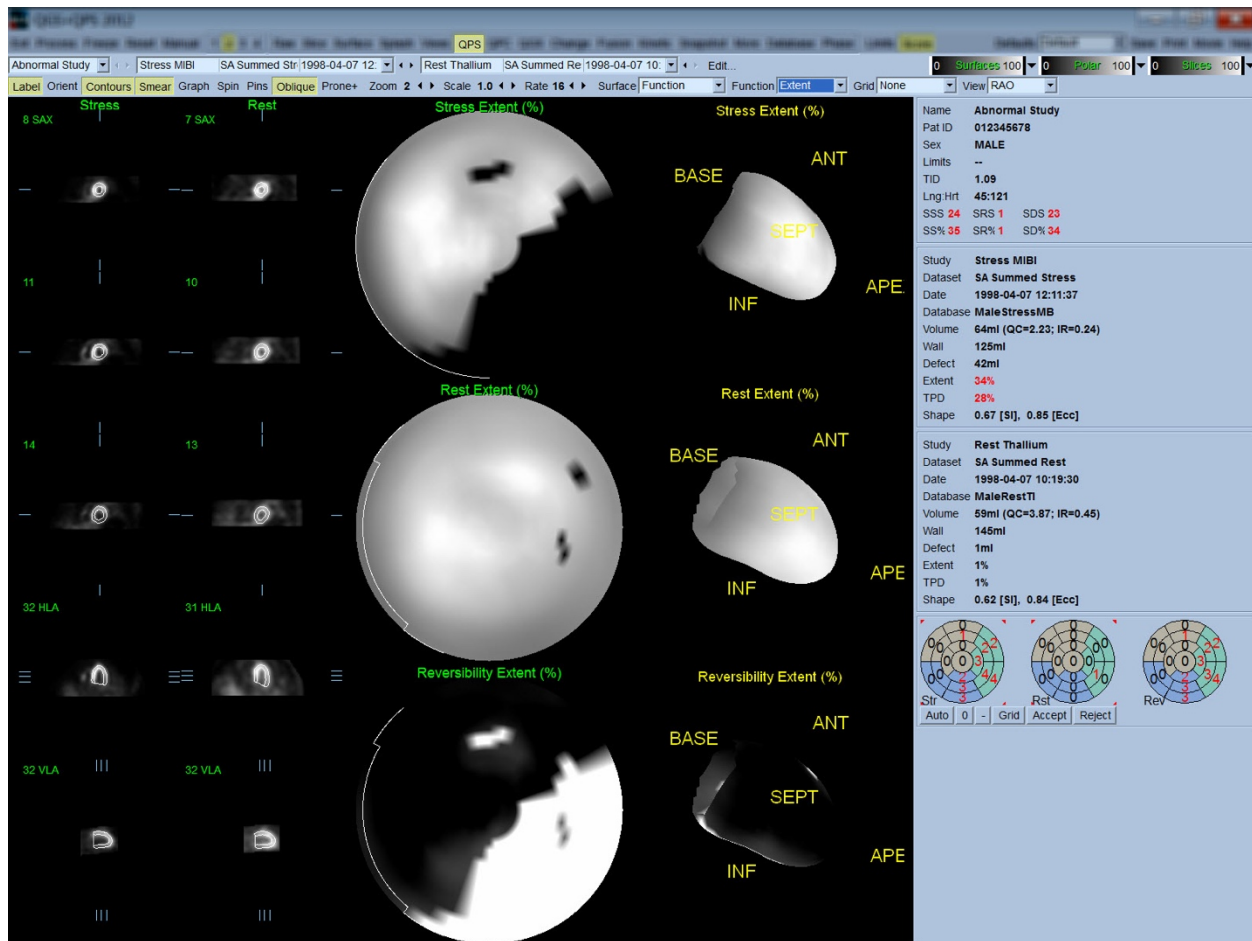 QGS+QPS 2012
QPS
Abnormal Study Stress MIBI SA Summed Str 1998-04-07 12: Rest Thallium SA Summed Re 1998-04-07 10: Edit...
0 Surfaces 100 0 Polar 100 0 Slices 100
Label Orient Contours Smear Graph Spin Pins Oblique Prone+ Zoom 2 Scale 1.0 Rate 16 Surface Function Function Extent Grid None View RAO
Stress Rest
8 SAX 7 SAX
11 10
14 13
32 HLA 31 HLA
32 VLA 32 VLA
Stress Extent (%)
Stress Extent (%)
ANT
BASE
SEPT
APE
INF
Rest Extent (%)
Rest Extent (%)
ANT
BASE
SEPT
APE
INF
Reversibility Extent (%)
Reversibility Extent (%)
ANT
BASE
SEPT
APE
INF
Name Abnormal Study
Pat ID 012345678
Sex MALE
Limits --
TID 1.09
Lng:Hrt 45:121
SSS 24 SRS 1 SDS 23
SS% 35 SR% 1 SD% 34
Study Stress MIBI
Dataset SA Summed Stress
Date 1998-04-07 12:11:37
Database MaleStressMB
Volume 64ml (QC=2.23; IR=0.24)
Wall 125ml
Defect 42ml
Extent 34%
TPD 28%
Shape 0.67 [SI], 0.85 [Ecc]
Study Rest Thallium
Dataset SA Summed Rest
Date 1998-04-07 10:19:30
Database MaleRestTl
Volume 59ml (QC=3.87; IR=0.45)
Wall 145ml
Defect 1ml
Extent 1%
TPD 1%
Shape 0.62 [SI], 0.84 [Ecc]
Str Rst Rev
Auto 0 - Grid Accept Reject